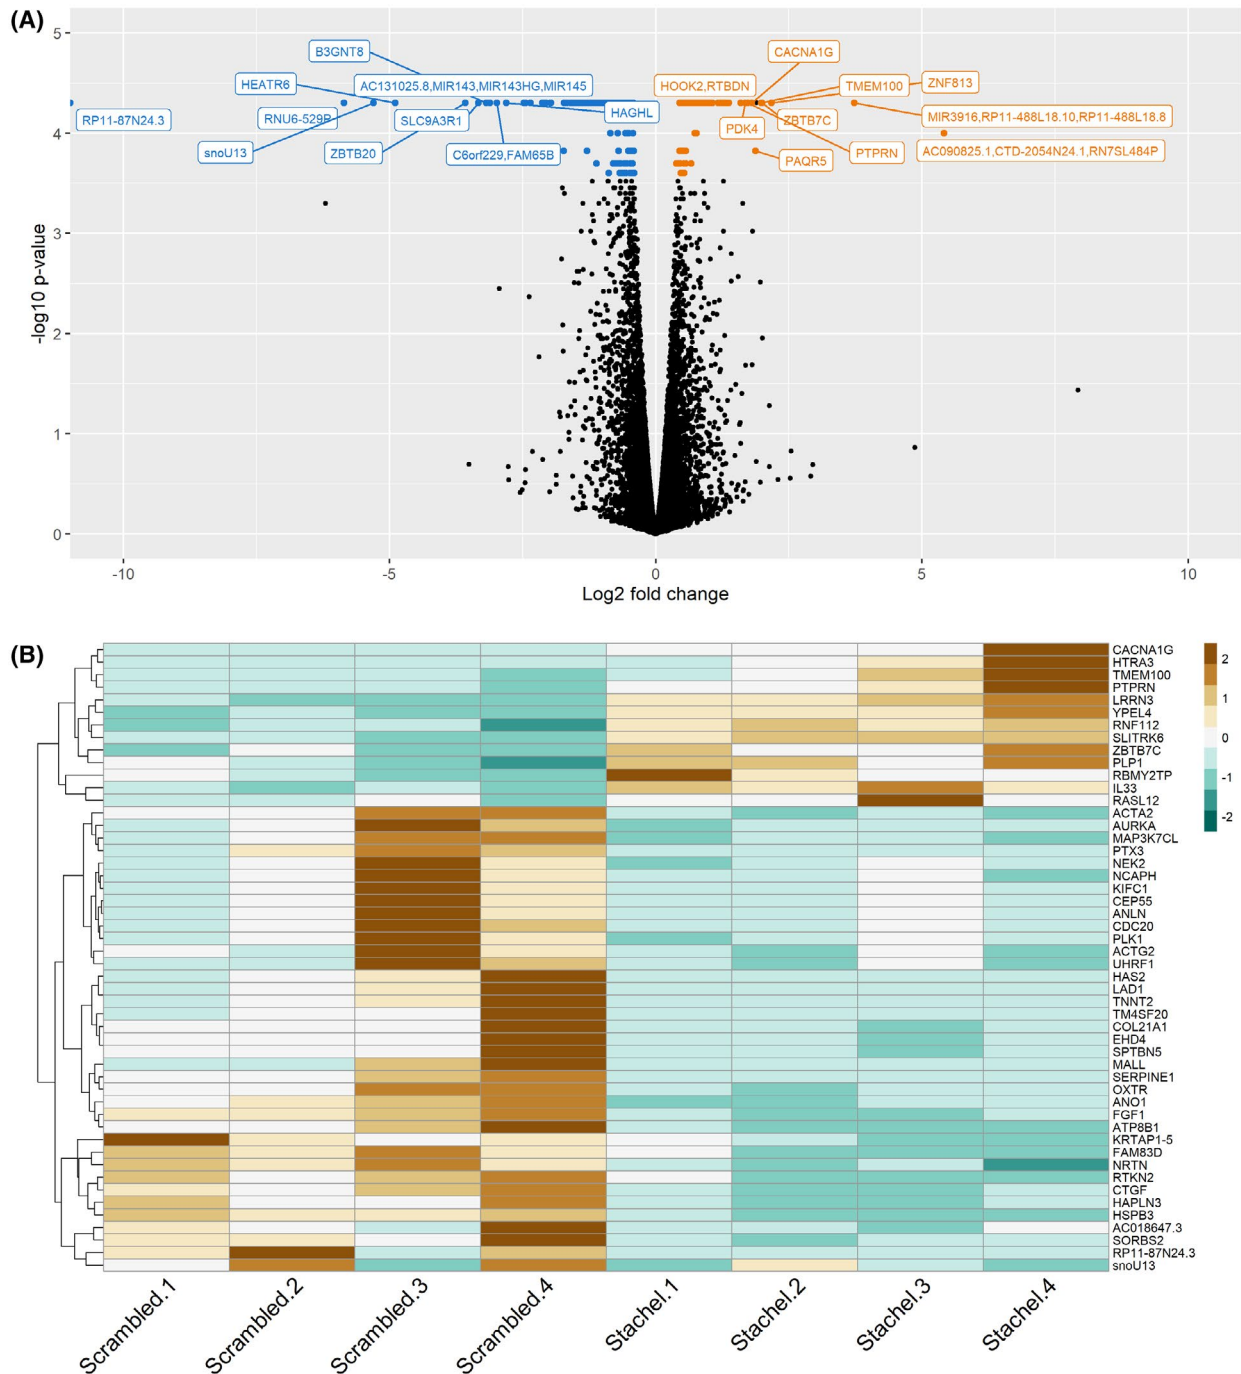 (A)
5
4
3
2
1
0
-log10 p-value
B3GNT8
CACNA1G
HEATR6
AC131025.8,MIR143,MIR143HG,MIR145
HOOK2,RTBDN
TMEM100
ZNF813
RP11-87N24.3
RNU6-529P
SLC9A3R1
HAGHL
PDK4
ZBTB7C
MIR3916,RP11-488L18.10,RP11-488L18.8
snoU13
ZBTB20
C6orf229,FAM65B
PAQR5
PTPRN
AC090825.1,CTD-2054N24.1,RN7SL484P
-10
-5
0
5
10
Log2 fold change
(B)
CACNA1G
HTRA3
TMEM100
PTPRN
LRRN3
YPEL4
RNF112
SLITRK6
ZBTB7C
PLP1
RBMY2TP
IL33
RASL12
ACTA2
AURKA
MAP3K7CL
PTX3
NEK2
NCAPH
KIFC1
CEP55
ANLN
CDC20
PLK1
ACTG2
UHRF1
HAS2
LAD1
TNNT2
TM4SF20
COL21A1
EHD4
SPTBN5
MALL
SERPINE1
OXTR
ANO1
FGF1
ATP8B1
KRTAP1-5
FAM83D
NRTN
RTKN2
CTGF
HAPLN3
HSPB3
AC018647.3
SORBS2
RP11-87N24.3
snoU13
2
1
0
-1
-2
Scrambled.1
Scrambled.2
Scrambled.3
Scrambled.4
Stachel.1
Stachel.2
Stachel.3
Stachel.4